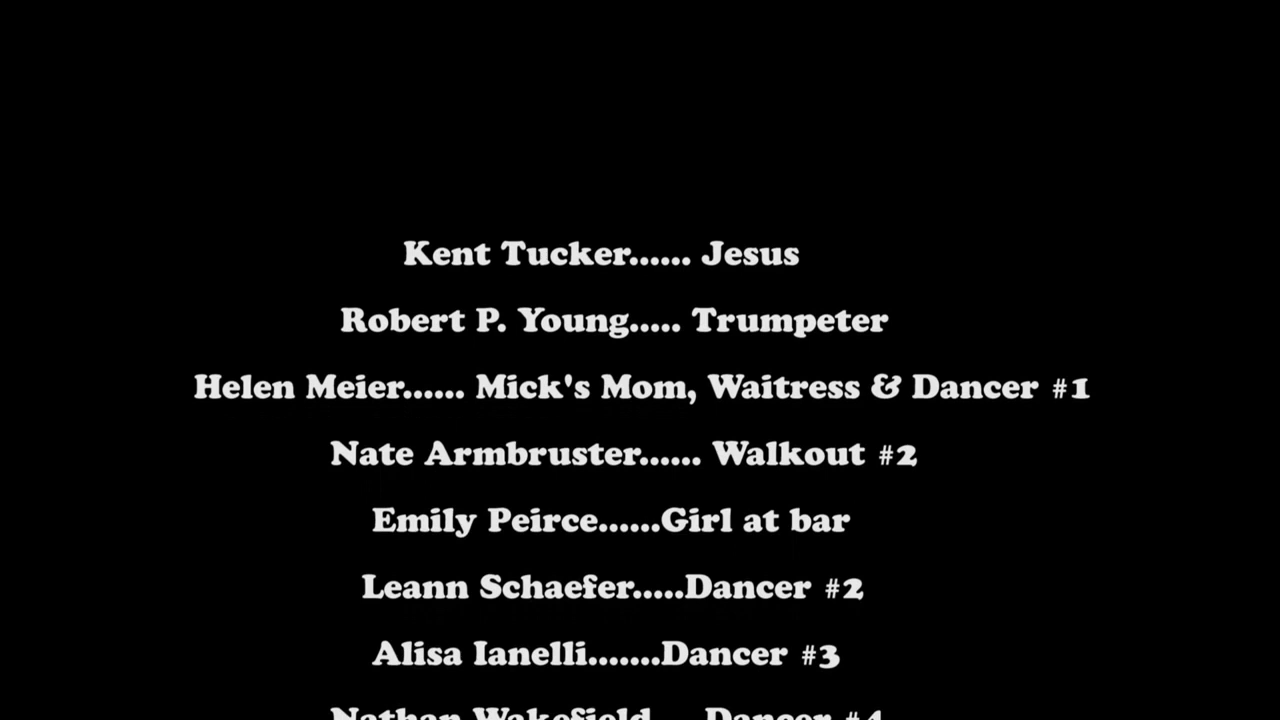 Kent Tucker...... Jesus
Robert P. Young..... Trumpeter
Helen Meier...... Mick's Mom, Waitress & Dancer #1
Nate Armbruster...... Walkout #2
Emily Peirce......Girl at bar
Leann Schaefer.....Dancer #2
Alisa Ianelli.......Dancer #3
Nathan Wakefield..... Dancer #4